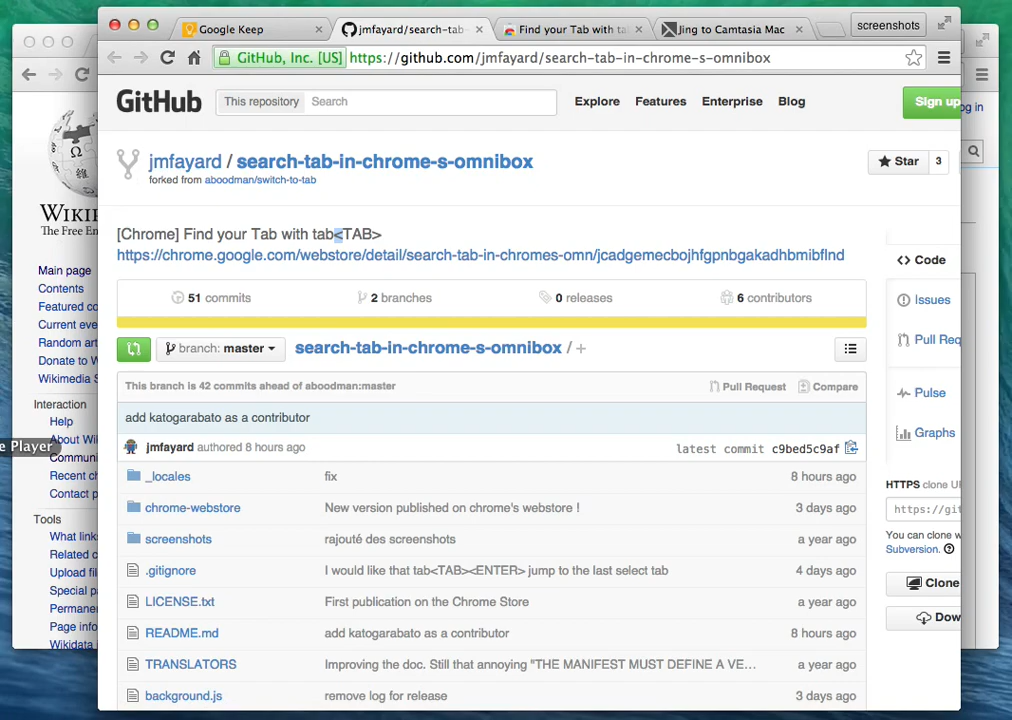 Google Keep
jmfayard/search-tab-
Find your Tab with ta
Jing to Camtasia Mac
screenshots
GitHub, Inc. [US]
https://github.com/jmfayard/search-tab-in-chrome-s-omnibox
GitHub
This repository
Search
Explore
Features
Enterprise
Blog
Sign up
og in
jmfayard / search-tab-in-chrome-s-omnibox
forked from aboodman/switch-to-tab
Star
3
[Chrome] Find your Tab with tab<TAB>
https://chrome.google.com/webstore/detail/search-tab-in-chromes-omn/jcadgemecbojhfgpnbgakadhbmibflnd
51 commits
2 branches
0 releases
6 contributors
branch: master
search-tab-in-chrome-s-omnibox / +
This branch is 42 commits ahead of aboodman:master
Pull Request
Compare
add katogarabato as a contributor
jmfayard authored 8 hours ago
latest commit c9bed5c9af
_locales
fix
8 hours ago
chrome-webstore
New version published on chrome's webstore !
3 days ago
screenshots
rajouté des screenshots
a year ago
.gitignore
I would like that tab<TAB><ENTER> jump to the last select tab
4 days ago
LICENSE.txt
First publication on the Chrome Store
a year ago
README.md
add katogarabato as a contributor
8 hours ago
TRANSLATORS
Improving the doc. Still that annoying "THE MANIFEST MUST DEFINE A VE…
a year ago
background.js
remove log for release
3 days ago
Code
Issues
Pull Req
Pulse
Graphs
HTTPS clone U
https://git
You can clone w
Subversion.
Clone
Dow
WIKI
The Free En
Main page
Contents
Featured co
Current eve
Random art
Donate to W
Wikimedia S
Interaction
Help
About Wi
Commun
Recent ch
Contact p
Tools
What link
Related c
Upload fil
Special p
Permane
Page info
Wikidata
e Player